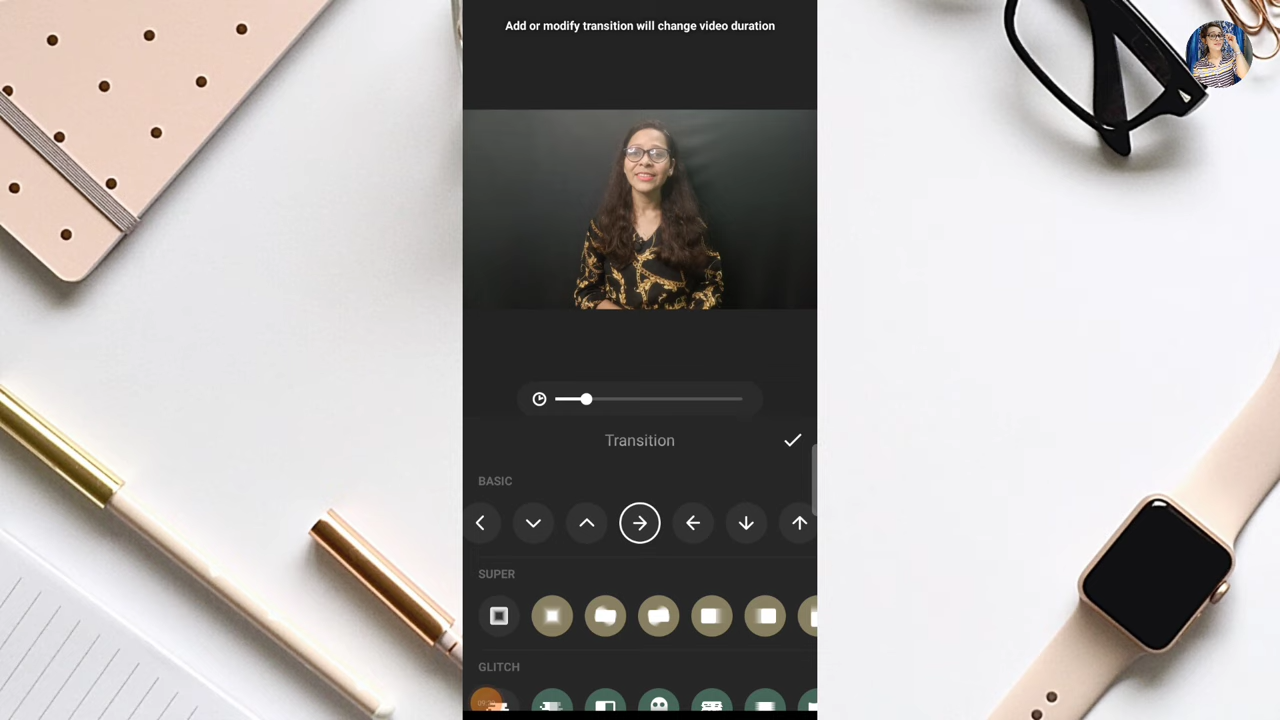 Add or modify transition will change video duration
Transition
BASIC
SUPER
GLITCH